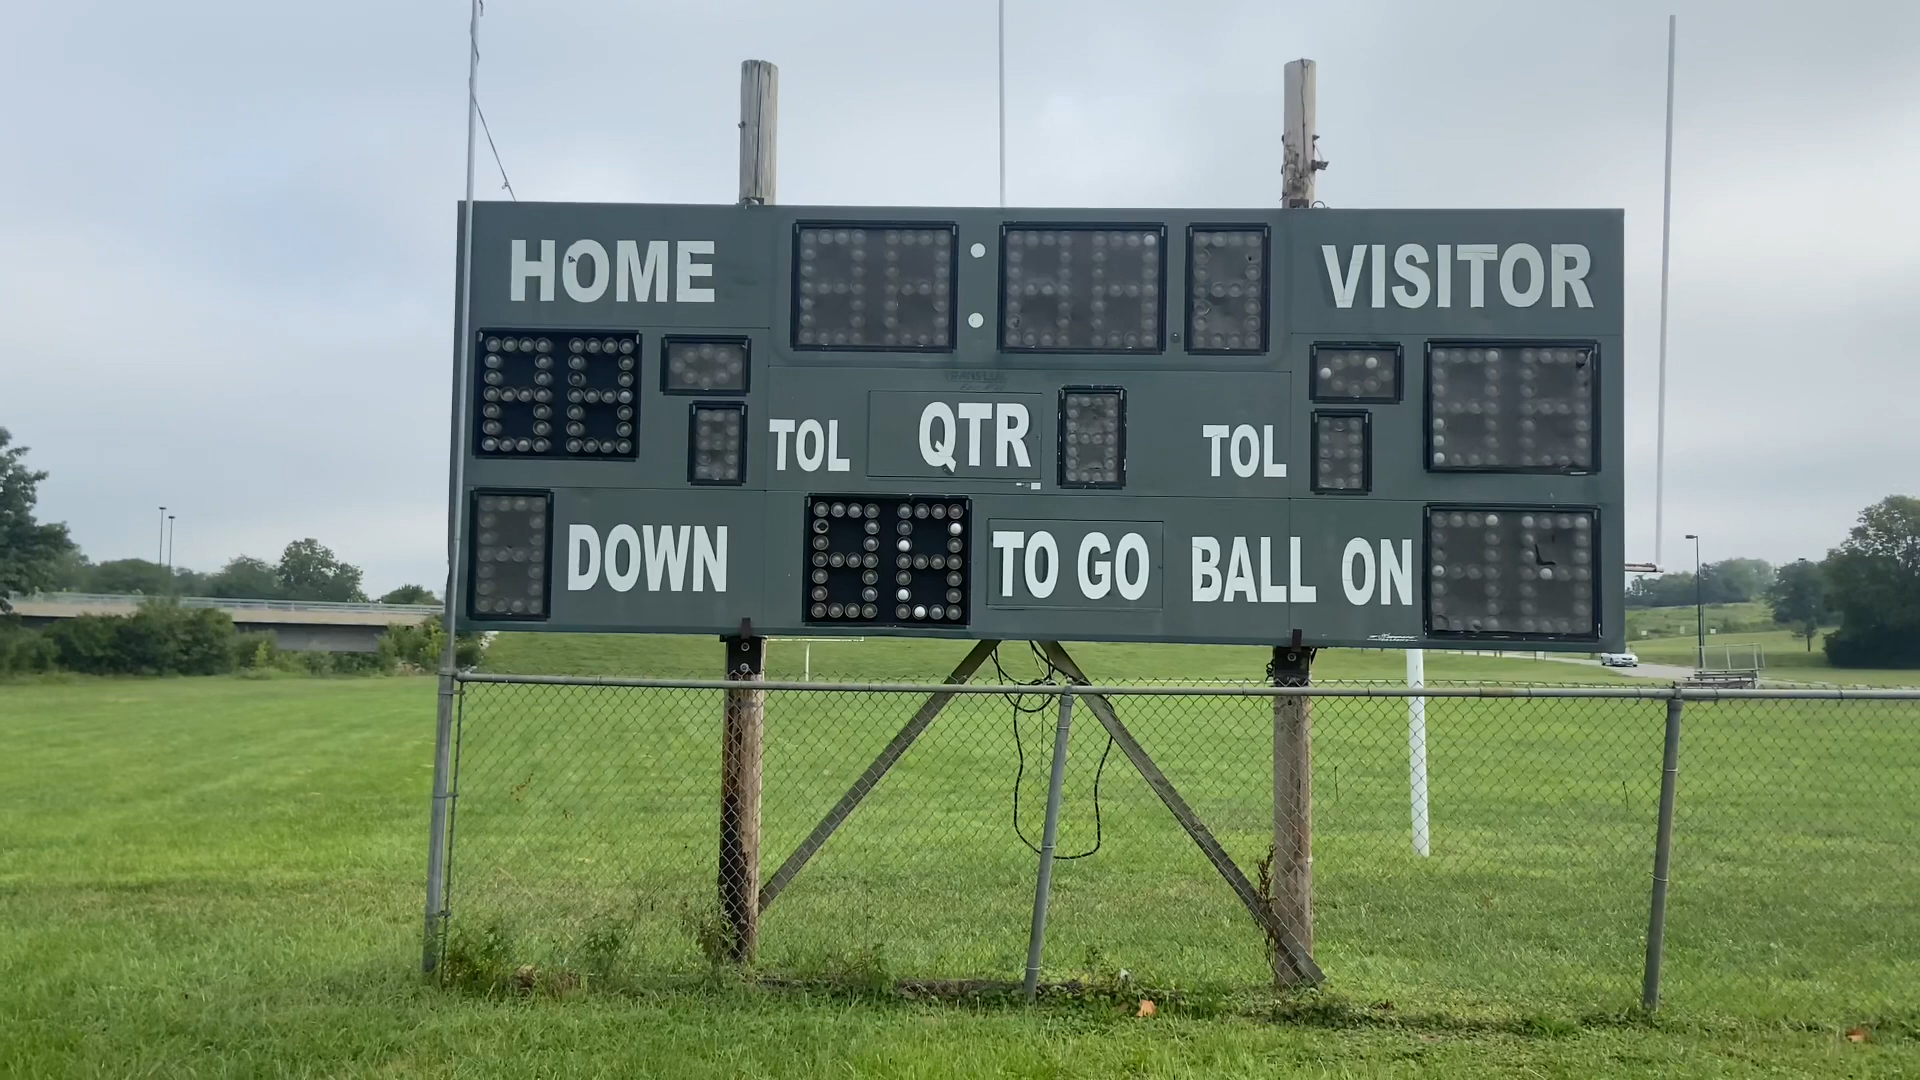 HOME
VISITOR
TOL QTR TOL
DOWN TO GO BALL ON